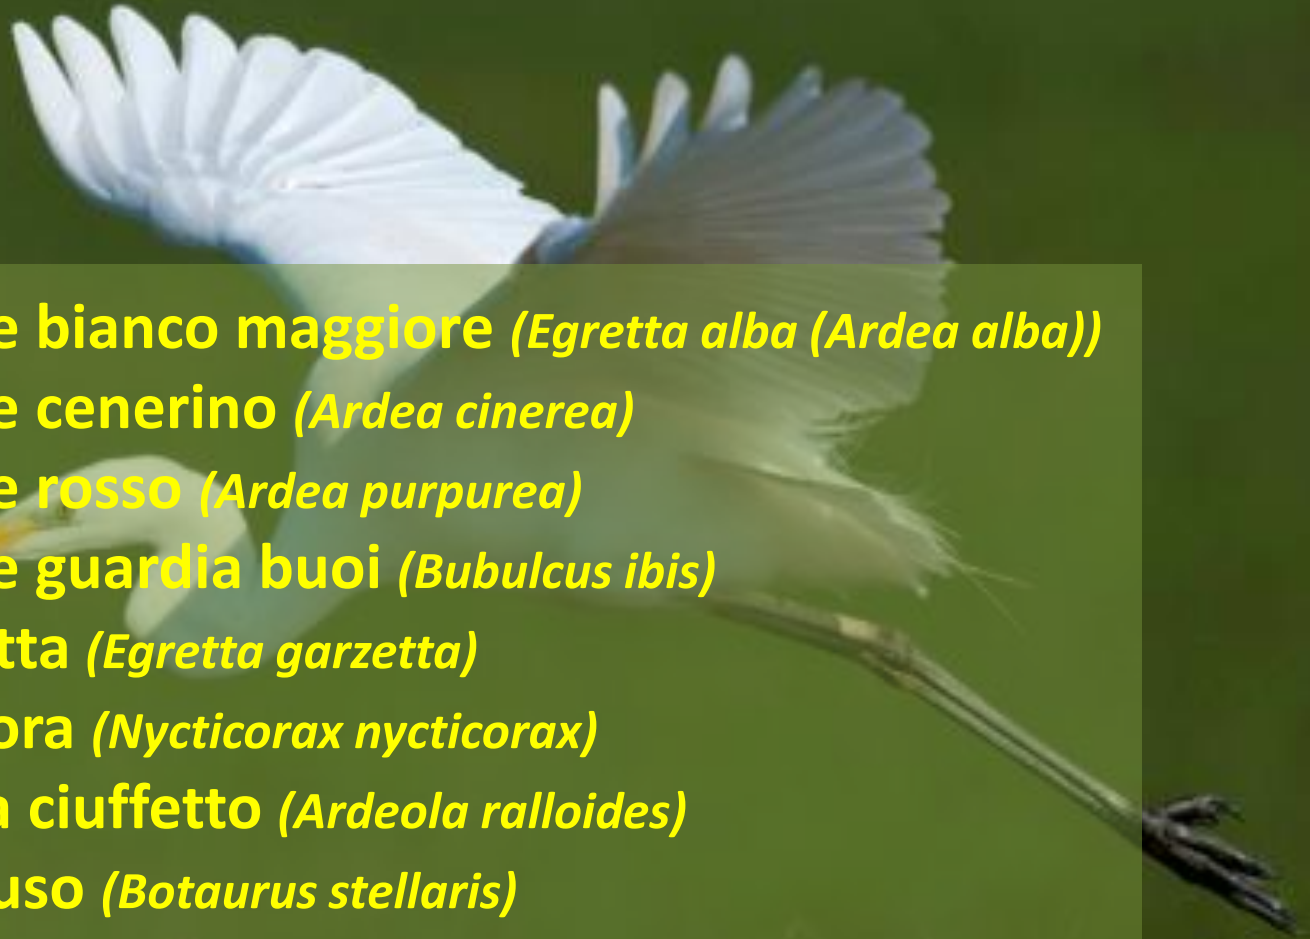 e bianco maggiore (Egretta alba (Ardea alba))
e cenerino (Ardea cinerea)
e rosso (Ardea purpurea)
e guardia buoi (Bubulcus ibis)
tta (Egretta garzetta)
ora (Nycticorax nycticorax)
a ciuffetto (Ardeola ralloides)
uso (Botaurus stellaris)